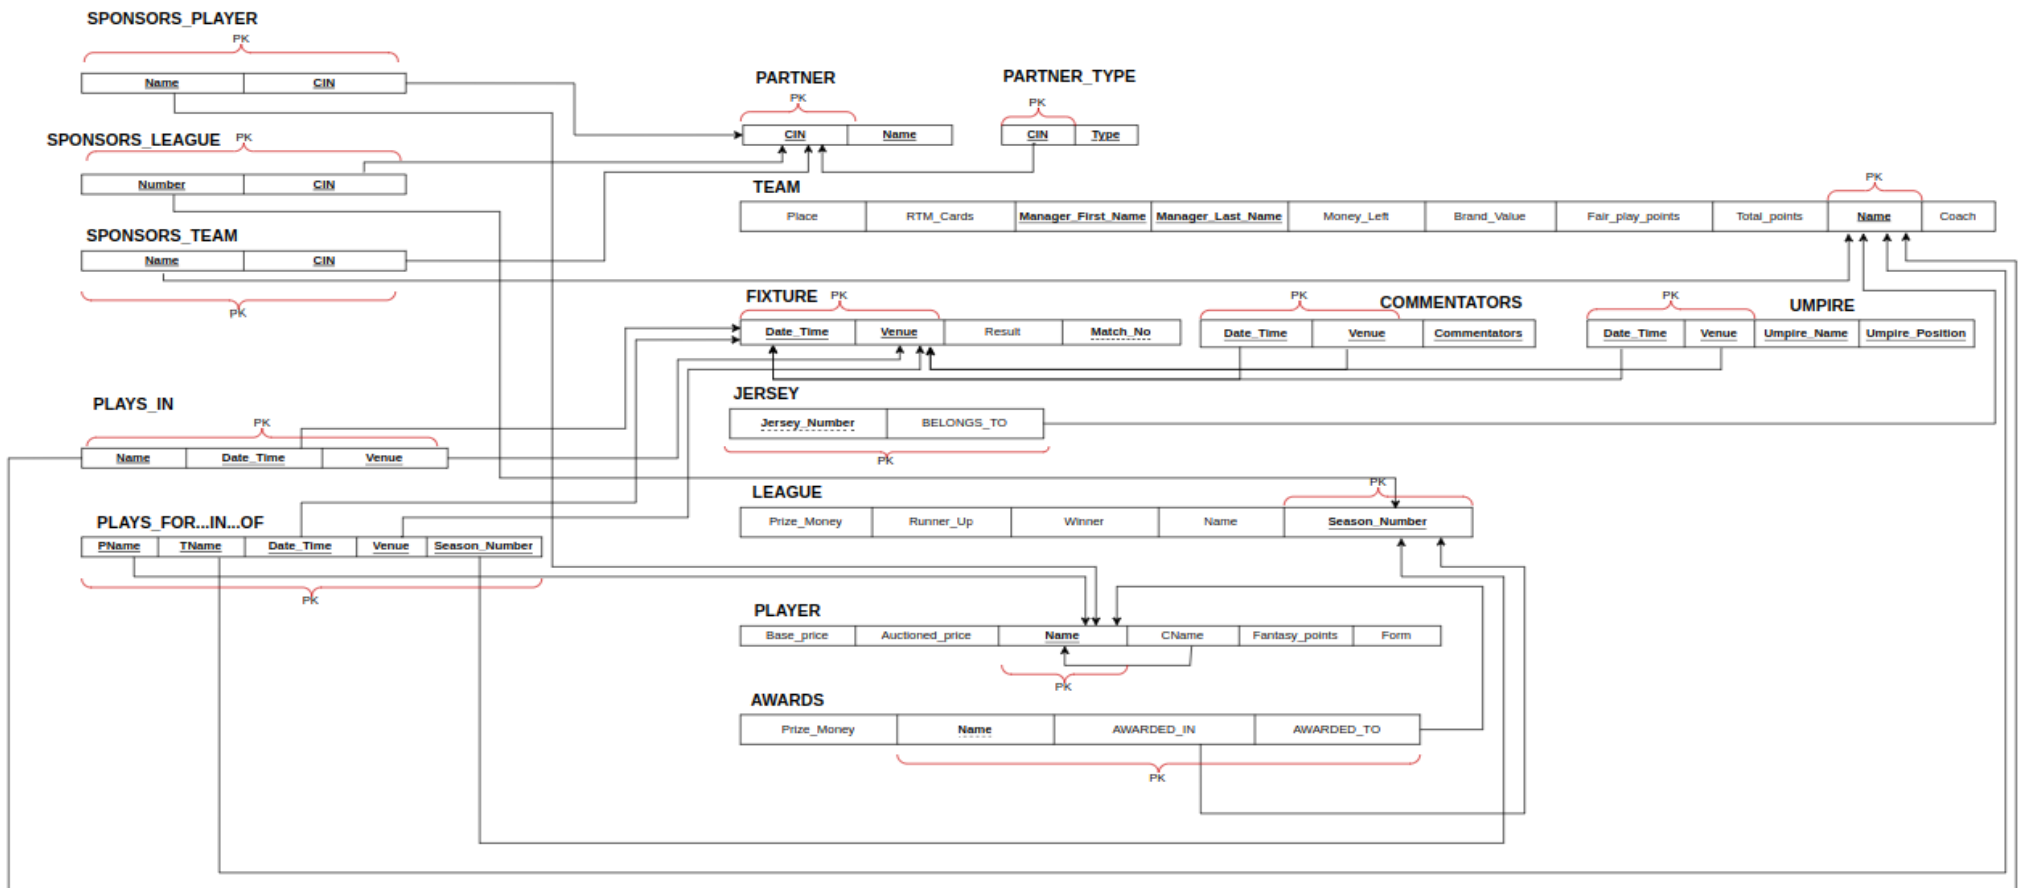 SPONSORS_PLAYER
PK
Name CIN
SPONSORS_LEAGUE PK
Number CIN
SPONSORS_TEAM
Name CIN
PK
PARTNER
PK
CIN Name
PARTNER_TYPE
PK
CIN Type
TEAM
PK
Place RTM_Cards Manager_First_Name Manager_Last_Name Money_Left Brand_Value Fair_play_points Total_points Name Coach
FIXTURE PK
Date_Time Venue Result Match_No
PK COMMENTATORS
Date_Time Venue Commentators
PK UMPIRE
Date_Time Venue Umpire_Name Umpire_Position
JERSEY
Jersey_Number BELONGS_TO
PK
PLAYS_IN
PK
Name Date_Time Venue
PLAYS_FOR...IN...OF
PName TName Date_Time Venue Season_Number
PK
LEAGUE
PK
Prize_Money Runner_Up Winner Name Season_Number
PLAYER
Base_price Auctioned_price Name CName Fantasy_points Form
PK
AWARDS
Prize_Money Name AWARDED_IN AWARDED_TO
PK